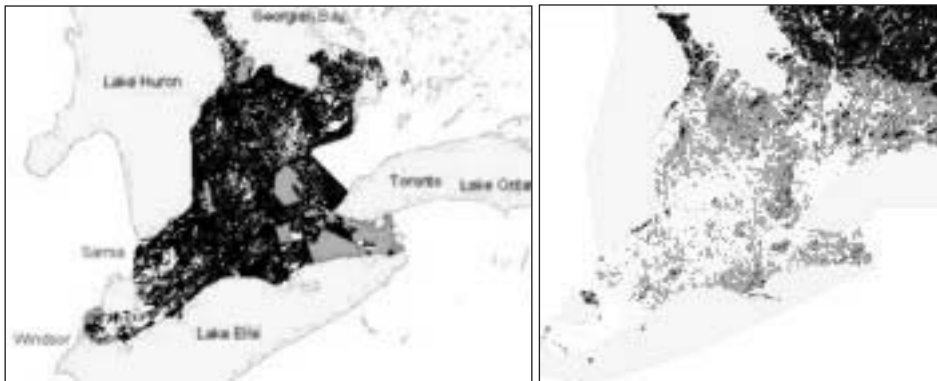 Georgian Bay
Lake Huron
Toronto
Lake Onta
Sarnia
Windsor
Lake Erie